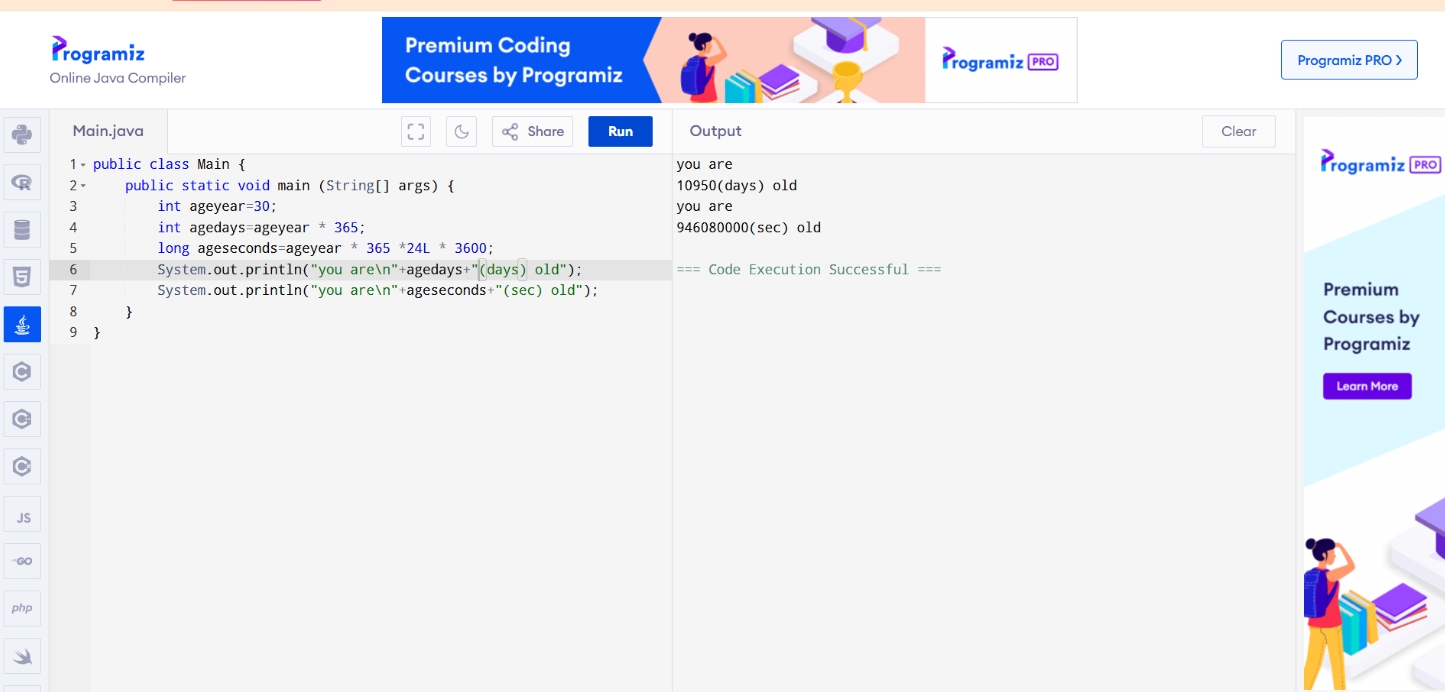 Programiz
Online Java Compiler
Premium Coding
Courses by Programiz
Programiz PRO
Programiz PRO
Main.java
Share
Run
Output
Clear
1 public class Main {
2     public static void main (String[] args) {
3         int ageyear=30;
4         int agedays=ageyear * 365;
5         long ageseconds=ageyear * 365 *24L * 3600;
6         System.out.println("you are\n"+agedays+"(days) old");
7         System.out.println("you are\n"+ageseconds+"(sec) old");
8     }
9 }
you are
10950(days) old
you are
946080000(sec) old
=== Code Execution Successful ===
JS
GO
php
Programiz PRO
Premium
Courses by
Programiz
Learn More